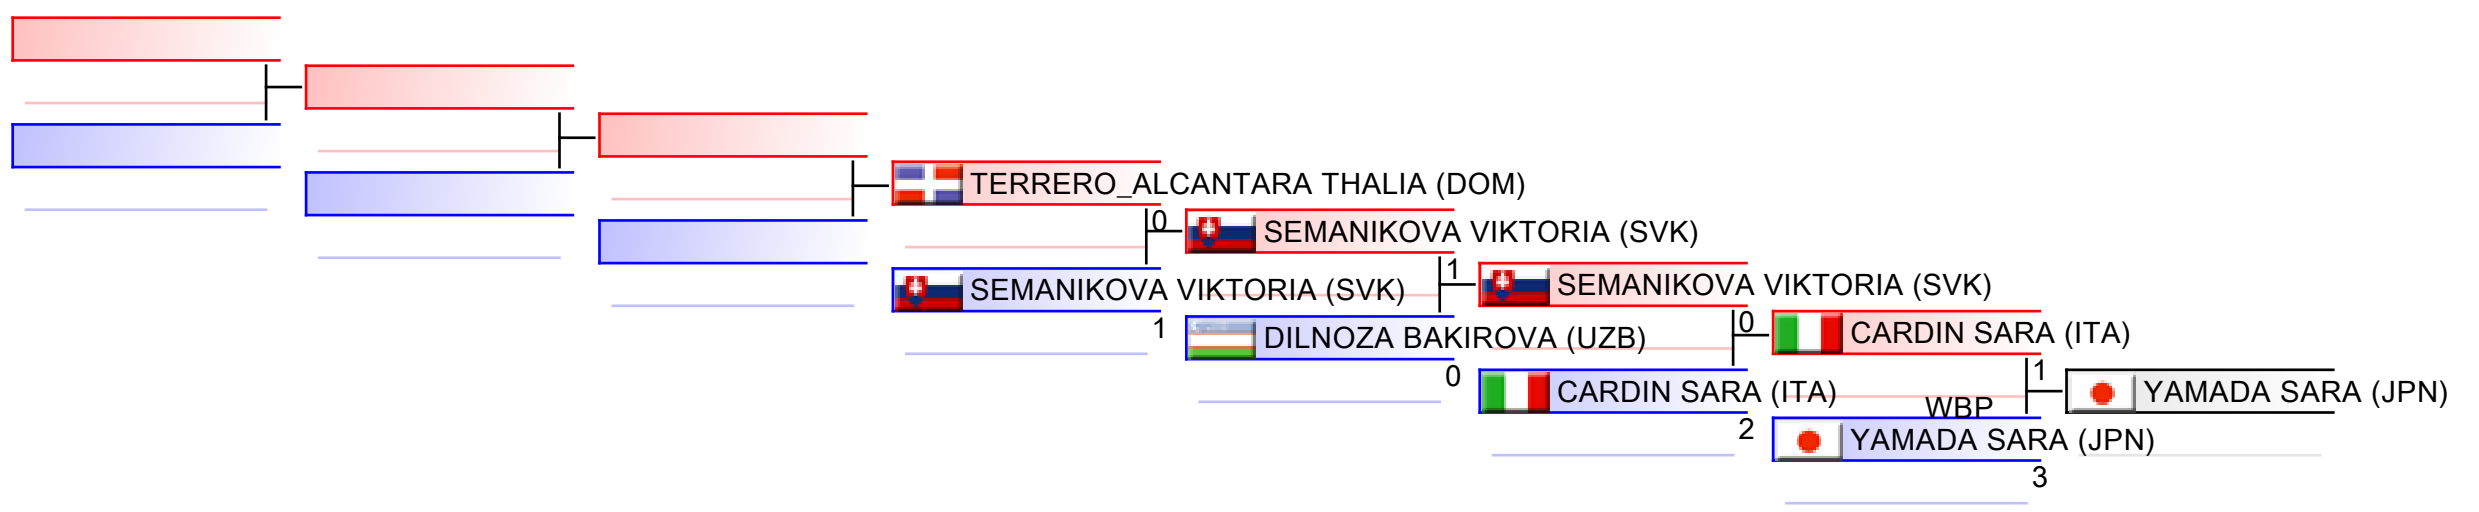 TERRERO_ALCANTARA THALIA (DOM)
0
SEMANIKOVA VIKTORIA (SVK)
1
SEMANIKOVA VIKTORIA (SVK)
1
DILNOZA BAKIROVA (UZB)
0
SEMANIKOVA VIKTORIA (SVK)
0
CARDIN SARA (ITA)
2
CARDIN SARA (ITA)
1
WBP
YAMADA SARA (JPN)
3
YAMADA SARA (JPN)